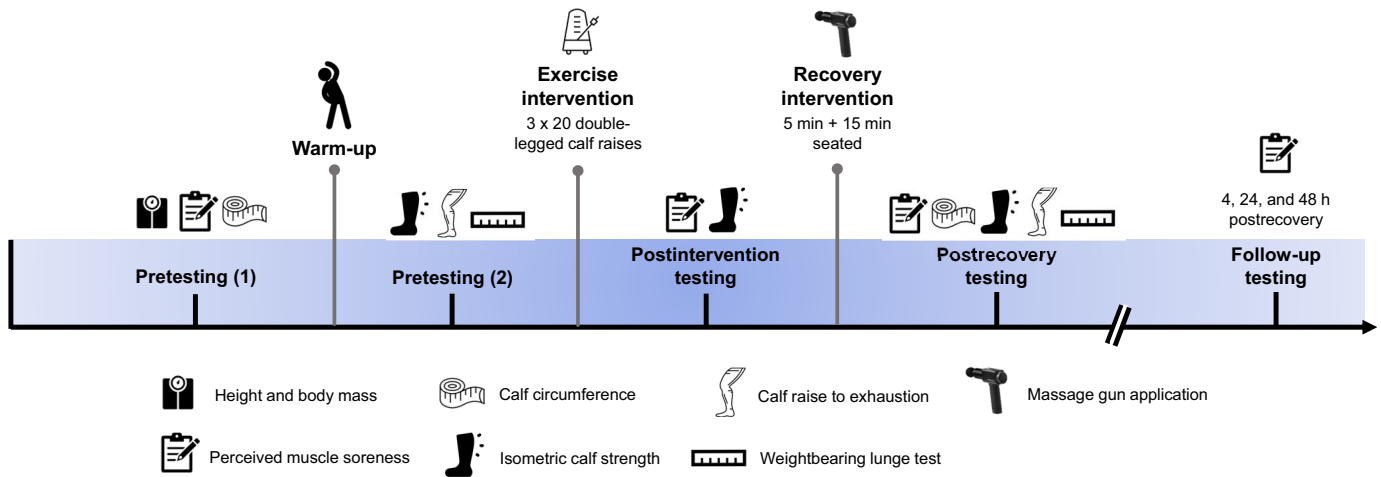 Exercise
intervention
3 x 20 double-
legged calf raises
Recovery
intervention
5 min + 15 min
seated
Warm-up
4, 24, and 48 h
postrecovery
Pretesting (1)
Pretesting (2)
Postintervention
testing
Postrecovery
testing
Follow-up
testing
Height and body mass
Calf circumference
Calf raise to exhaustion
Massage gun application
Perceived muscle soreness
Isometric calf strength
Weightbearing lunge test